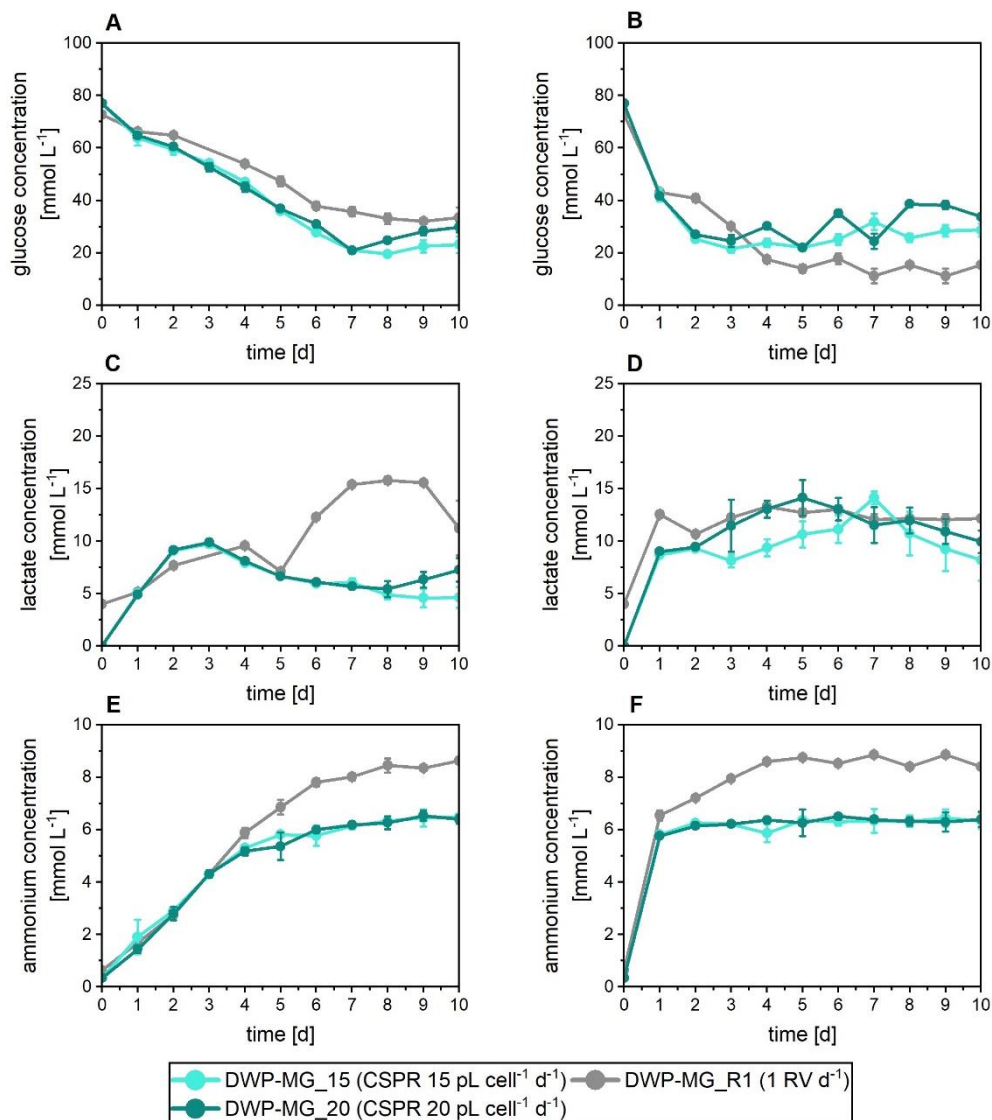 A
B
glucose concentration
[mmol L⁻¹]
100
80
60
40
20
0
0 1 2 3 4 5 6 7 8 9 10
time [d]
glucose concentration
[mmol L⁻¹]
100
80
60
40
20
0
0 1 2 3 4 5 6 7 8 9 10
time [d]
C
D
lactate concentration
[mmol L⁻¹]
25
20
15
10
5
0
0 1 2 3 4 5 6 7 8 9 10
time [d]
lactate concentration
[mmol L⁻¹]
25
20
15
10
5
0
0 1 2 3 4 5 6 7 8 9 10
time [d]
E
F
ammonium concentration
[mmol L⁻¹]
10
8
6
4
2
0
0 1 2 3 4 5 6 7 8 9 10
time [d]
ammonium concentration
[mmol L⁻¹]
10
8
6
4
2
0
0 1 2 3 4 5 6 7 8 9 10
time [d]
DWP-MG_15 (CSPR 15 pL cell⁻¹ d⁻¹) DWP-MG_R1 (1 RV d⁻¹)
DWP-MG_20 (CSPR 20 pL cell⁻¹ d⁻¹)